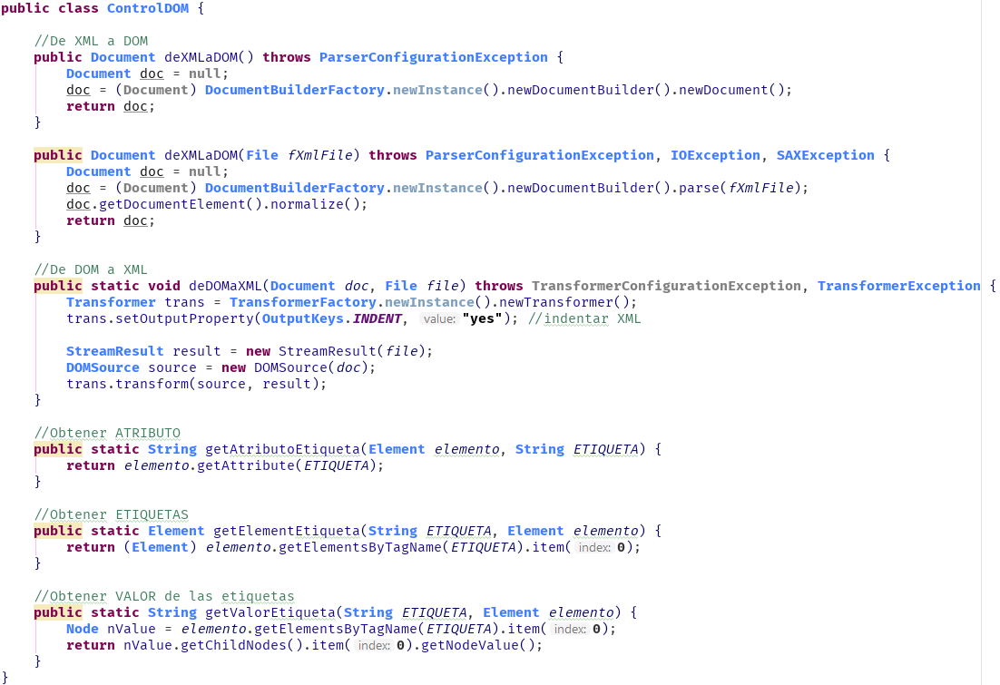 public class ControlDOM {
//De XML a DOM
public Document deXMLaDOM() throws ParserConfigurationException {
Document doc = null;
doc = (Document) DocumentBuilderFactory.newInstance().newDocumentBuilder().newDocument();
return doc;
}
public Document deXMLaDOM(File fXmlFile) throws ParserConfigurationException, IOException, SAXException {
Document doc = null;
doc = (Document) DocumentBuilderFactory.newInstance().newDocumentBuilder().parse(fXmlFile);
doc.getDocumentElement().normalize();
return doc;
}
//De DOM a XML
public static void deDOMaXML(Document doc, File file) throws TransformerConfigurationException, TransformerException {
Transformer trans = TransformerFactory.newInstance().newTransformer();
trans.setOutputProperty(OutputKeys.INDENT, value: "yes"); //indentar XML
StreamResult result = new StreamResult(file);
DOMSource source = new DOMSource(doc);
trans.transform(source, result);
}
//Obtener ATRIBUTO
public static String getAtributoEtiqueta(Element elemento, String ETIQUETA) {
return elemento.getAttribute(ETIQUETA);
}
//Obtener ETIQUETAS
public static Element getElementEtiqueta(String ETIQUETA, Element elemento) {
return (Element) elemento.getElementsByTagName(ETIQUETA).item( index: 0);
}
//Obtener VALOR de las etiquetas
public static String getValorEtiqueta(String ETIQUETA, Element elemento) {
Node nValue = elemento.getElementsByTagName(ETIQUETA).item( index: 0);
return nValue.getChildNodes().item( index: 0).getNodeValue();
}
}